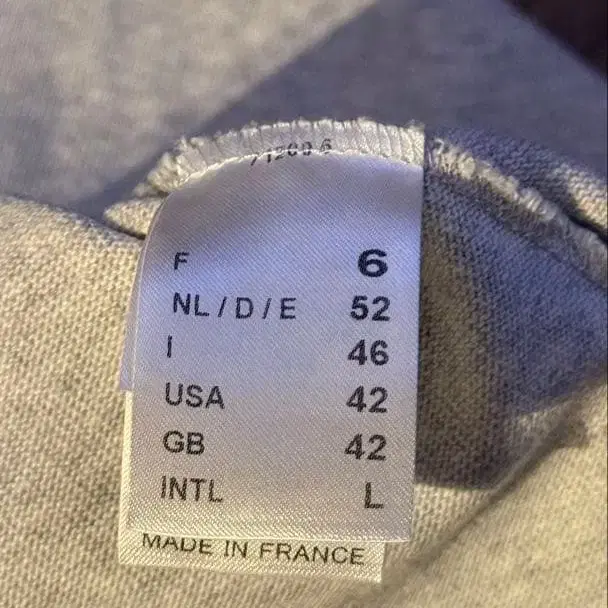 F 6
NL / D / E 52
I 46
USA 42
GB 42
INTL L
MADE IN FRANCE